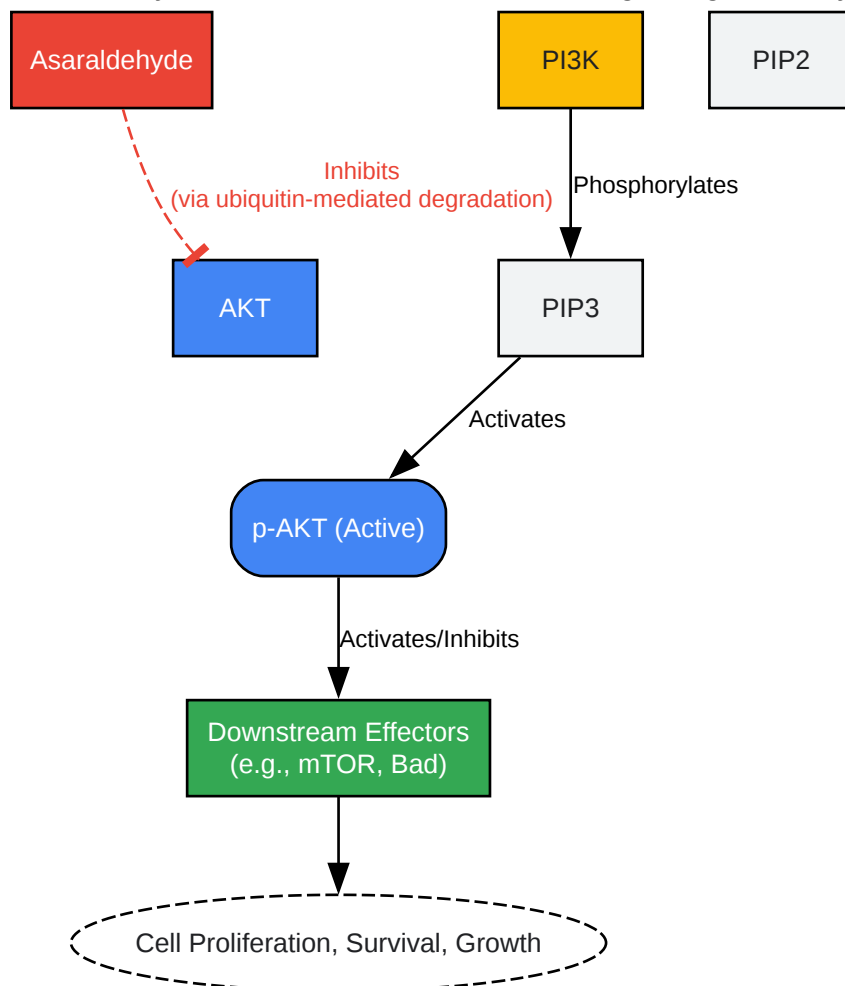 Asaraldehyde
PI3K
PIP2
Inhibits
(via ubiquitin-mediated degradation)
Phosphorylates
AKT
PIP3
Activates
p-AKT (Active)
Activates/Inhibits
Downstream Effectors
(e.g., mTOR, Bad)
Cell Proliferation, Survival, Growth